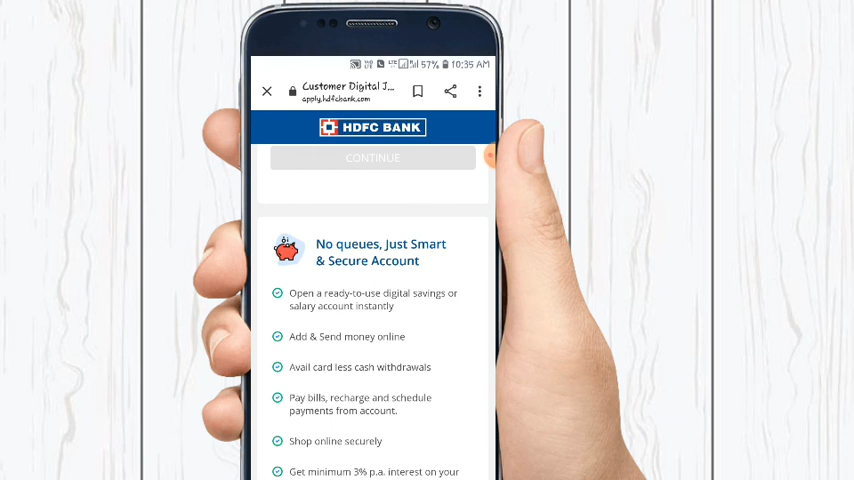 57% 10:35 AM
Customer Digital J...
apply.hdfcbank.com
HDFC BANK
CONTINUE
No queues, Just Smart
& Secure Account
Open a ready-to-use digital savings or
salary account instantly
Add & Send money online
Avail card less cash withdrawals
Pay bills, recharge and schedule
payments from account.
Shop online securely
Get minimum 3% p.a. interest on your